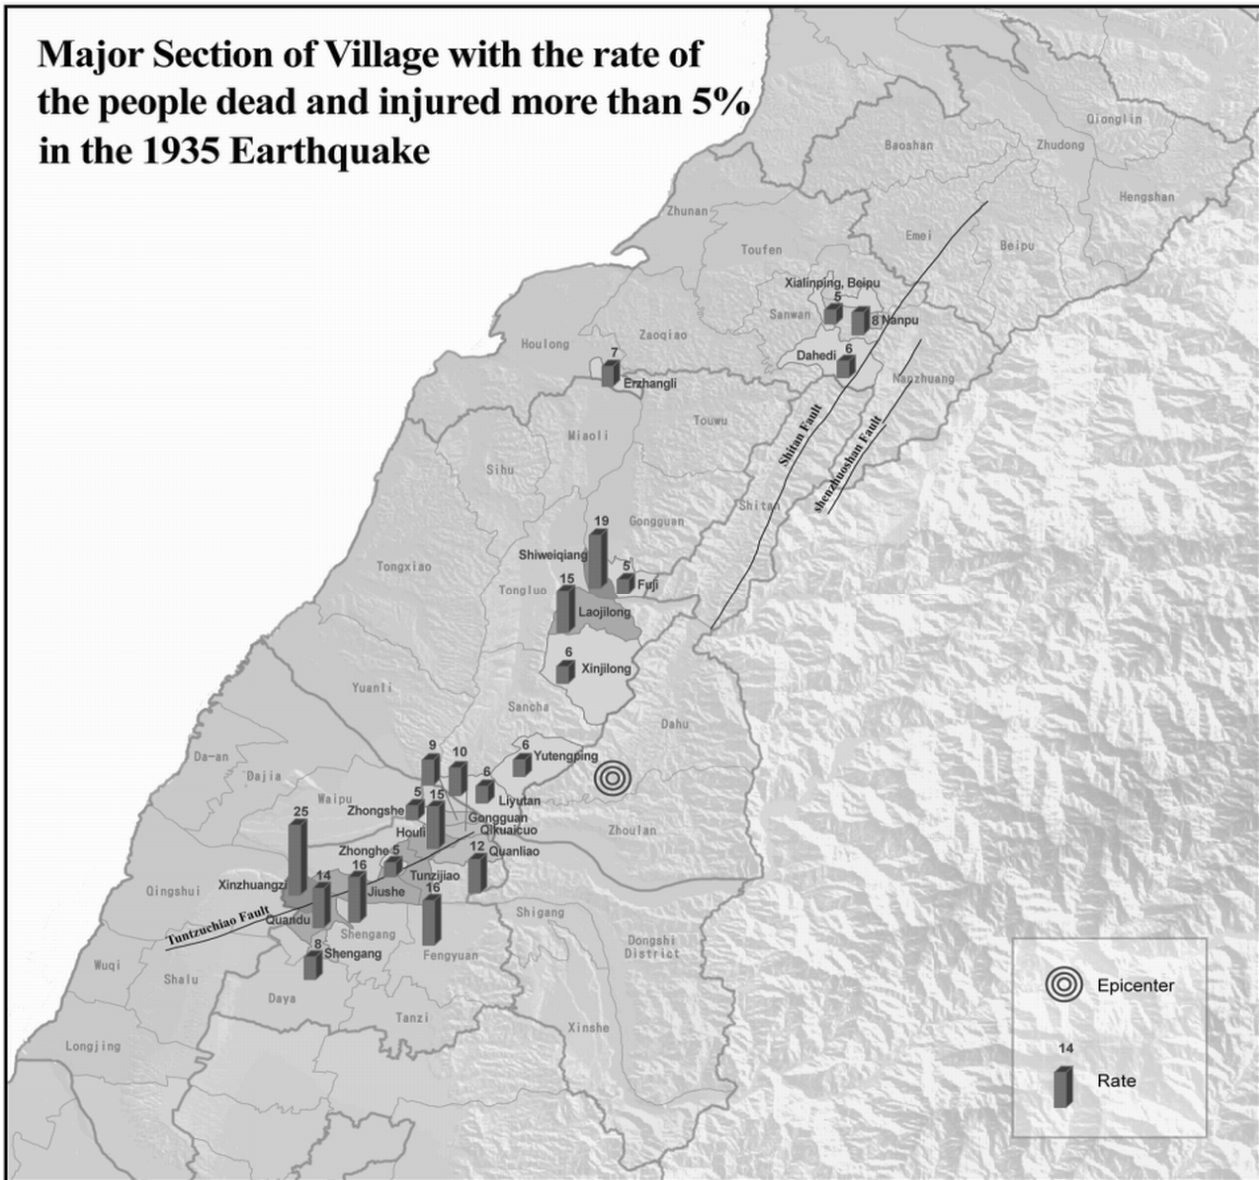 Major Section of Village with the rate of
the people dead and injured more than 5%
in the 1935 Earthquake
Qionglin
Baoshan
Zhudong
Hengshan
Zhunan
Emei
Beipu
Toufen
Xialinping, Beipu
5
Sanwan
8 Nanpu
Zaoqiao
Houlong
7
Dahedi
6
Erzhangli
Nanzhuang
Touwu
Miaoli
Shitan Fault
shenzhuoshan Fault
Sihu
Shitan
19
Gongguan
Shiweiqiang
Tongxiao
5
Fuji
15
Tongluo
Laojilong
6
Xinjilong
Yuanli
Sancha
Dahu
9
10
6
Yutengping
Da-an
Dajia
6
Waipu
5
15
Liyutan
Zhongshe
25
Gongguan
Houli
Qikuaicuo
Zhoulan
Zhonghe
5
12
Quanliao
16
Tunzijiao
Xinzhuangzi
14
Jiushe
16
Qingshui
Quandu
Shigang
Tuntzuchiao Fault
Shengang
8
Shengang
Fengyuan
Dongshi
District
Wuqi
Shalu
Daya
Tanzi
Xinshe
Longjing
Epicenter
14
Rate